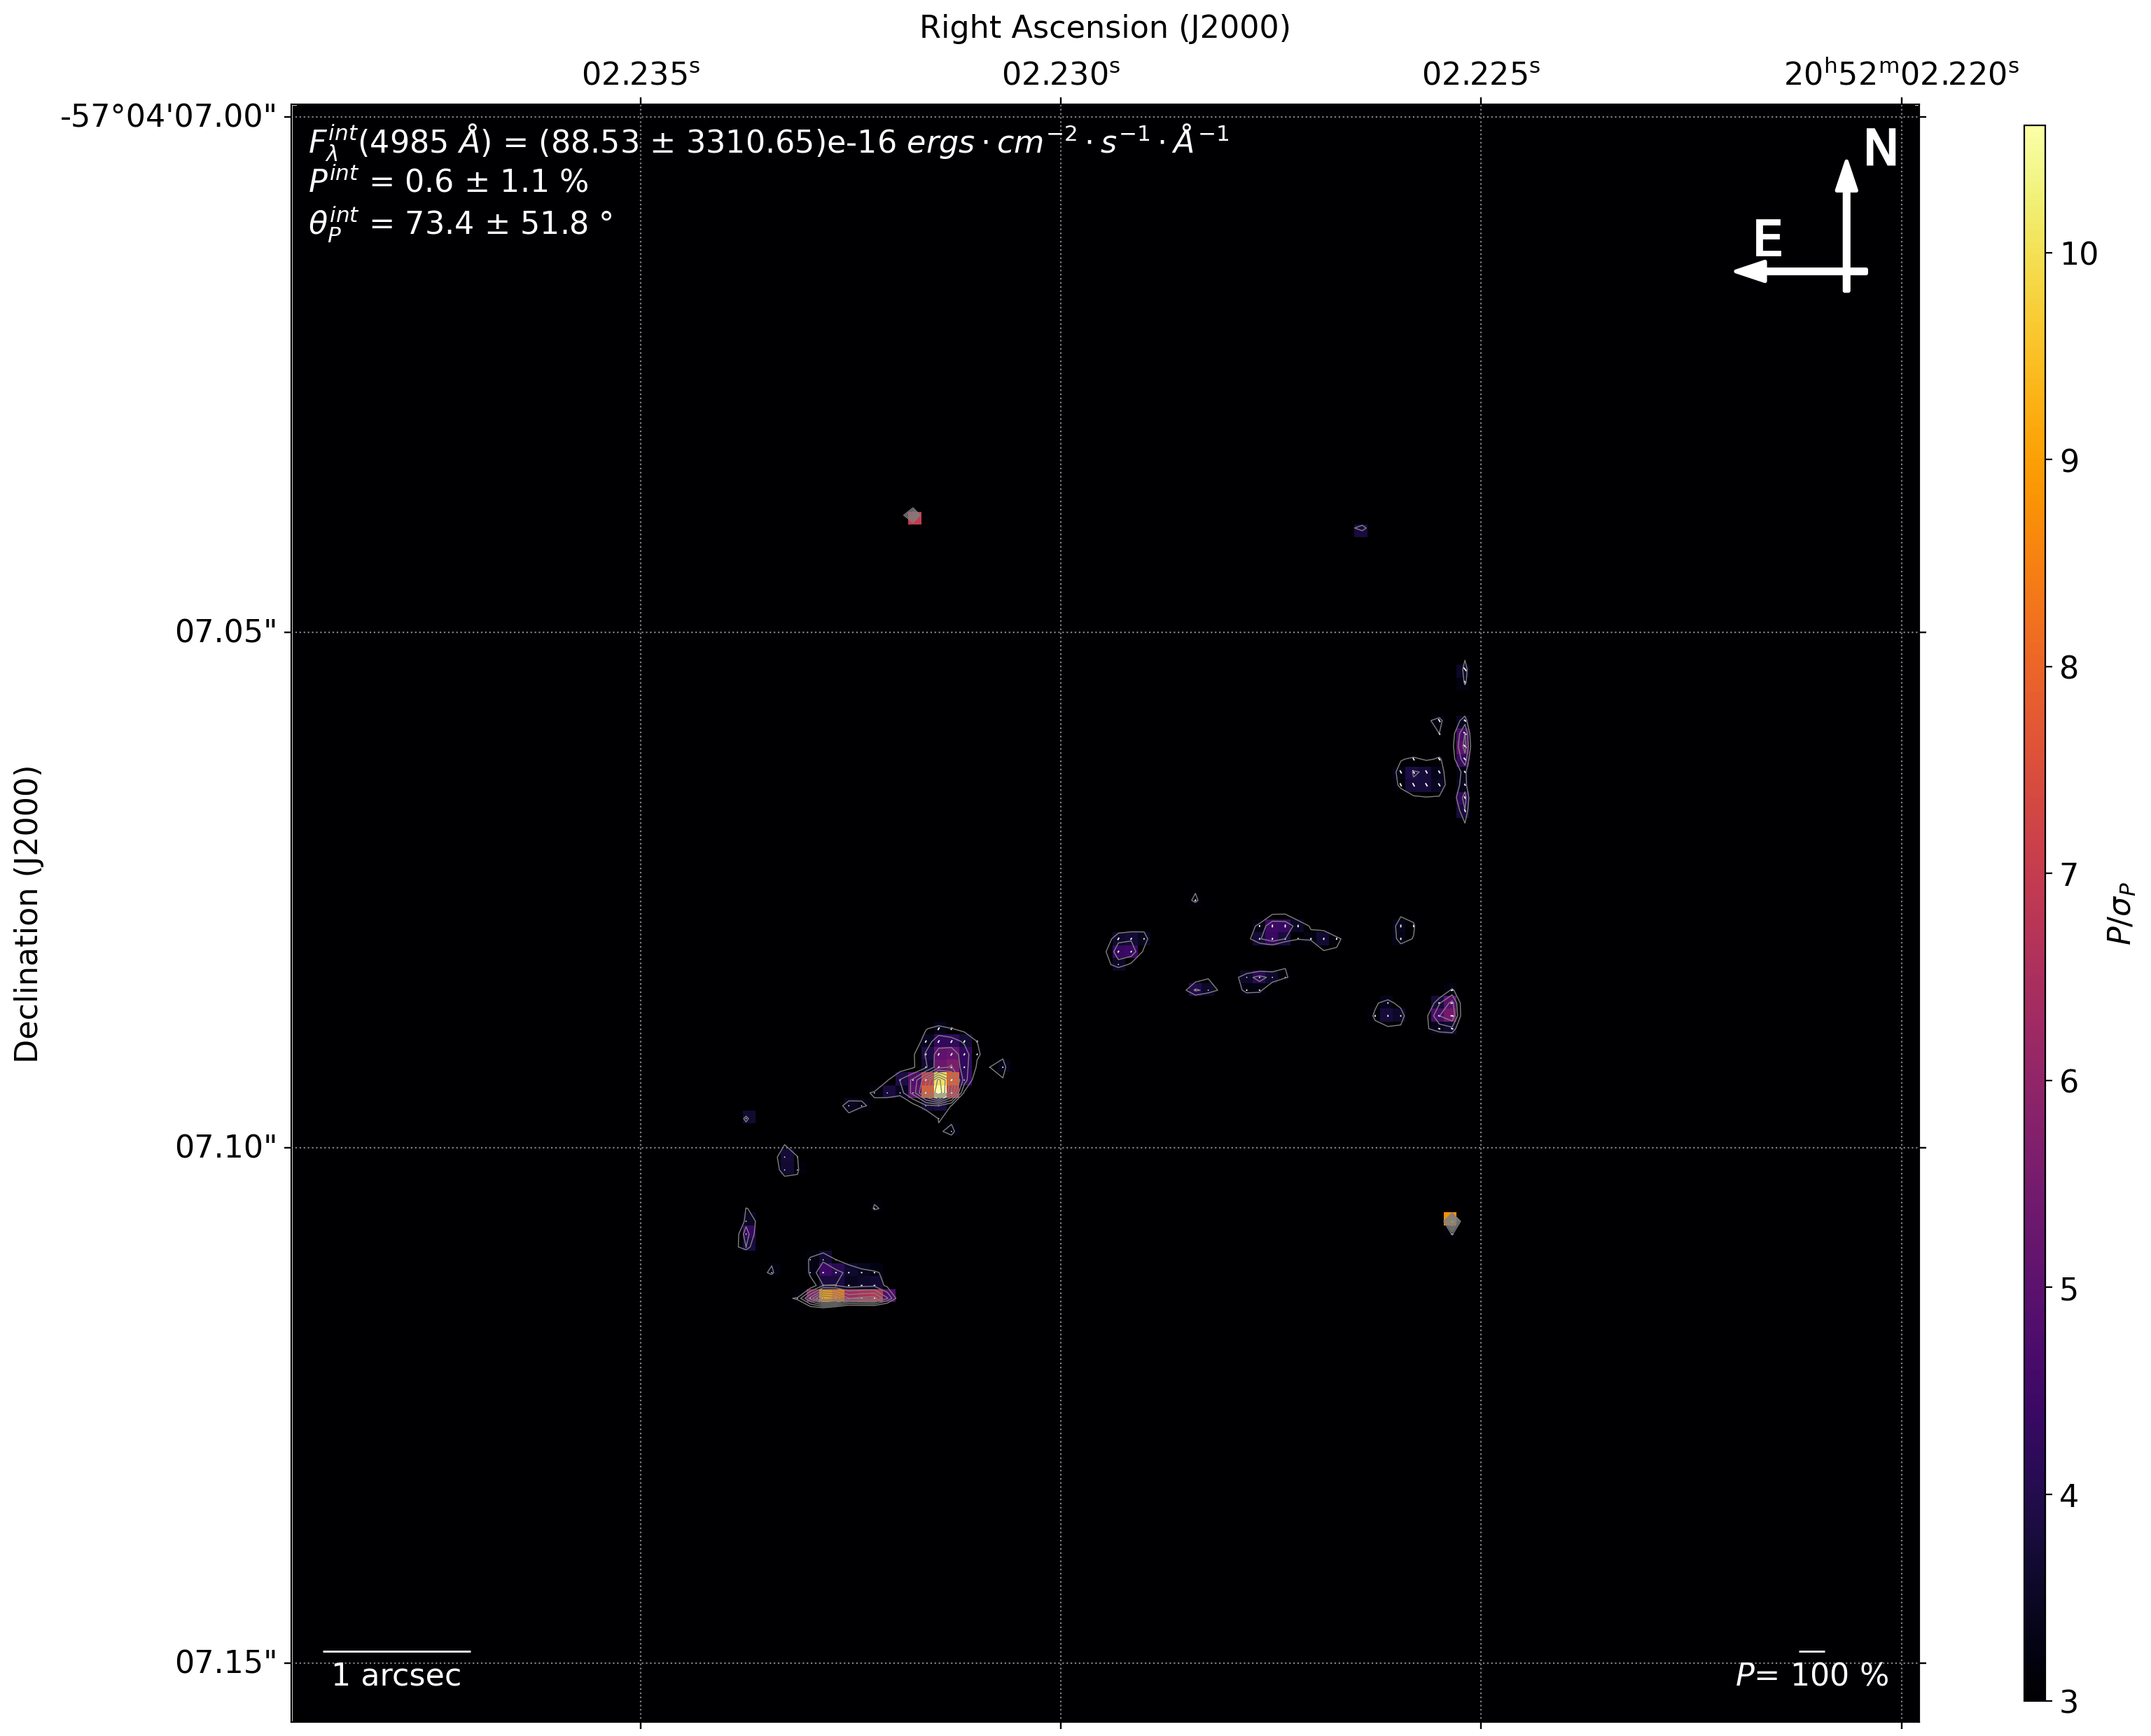 Right Ascension (J2000)
02.235ˢ 02.230ˢ 02.225ˢ 20ʰ52ᵐ02.220ˢ
-57°04'07.00"
F_λ^int(4985 Å) = (88.53 ± 3310.65)e-16 ergs · cm⁻² · s⁻¹ · Å⁻¹
P^int = 0.6 ± 1.1 %
θ_P^int = 73.4 ± 51.8 °
N
E
07.05"
07.10"
07.15"
Declination (J2000)
1 arcsec
P= 100 %
10
9
8
7
6
5
4
3
P/σ_P